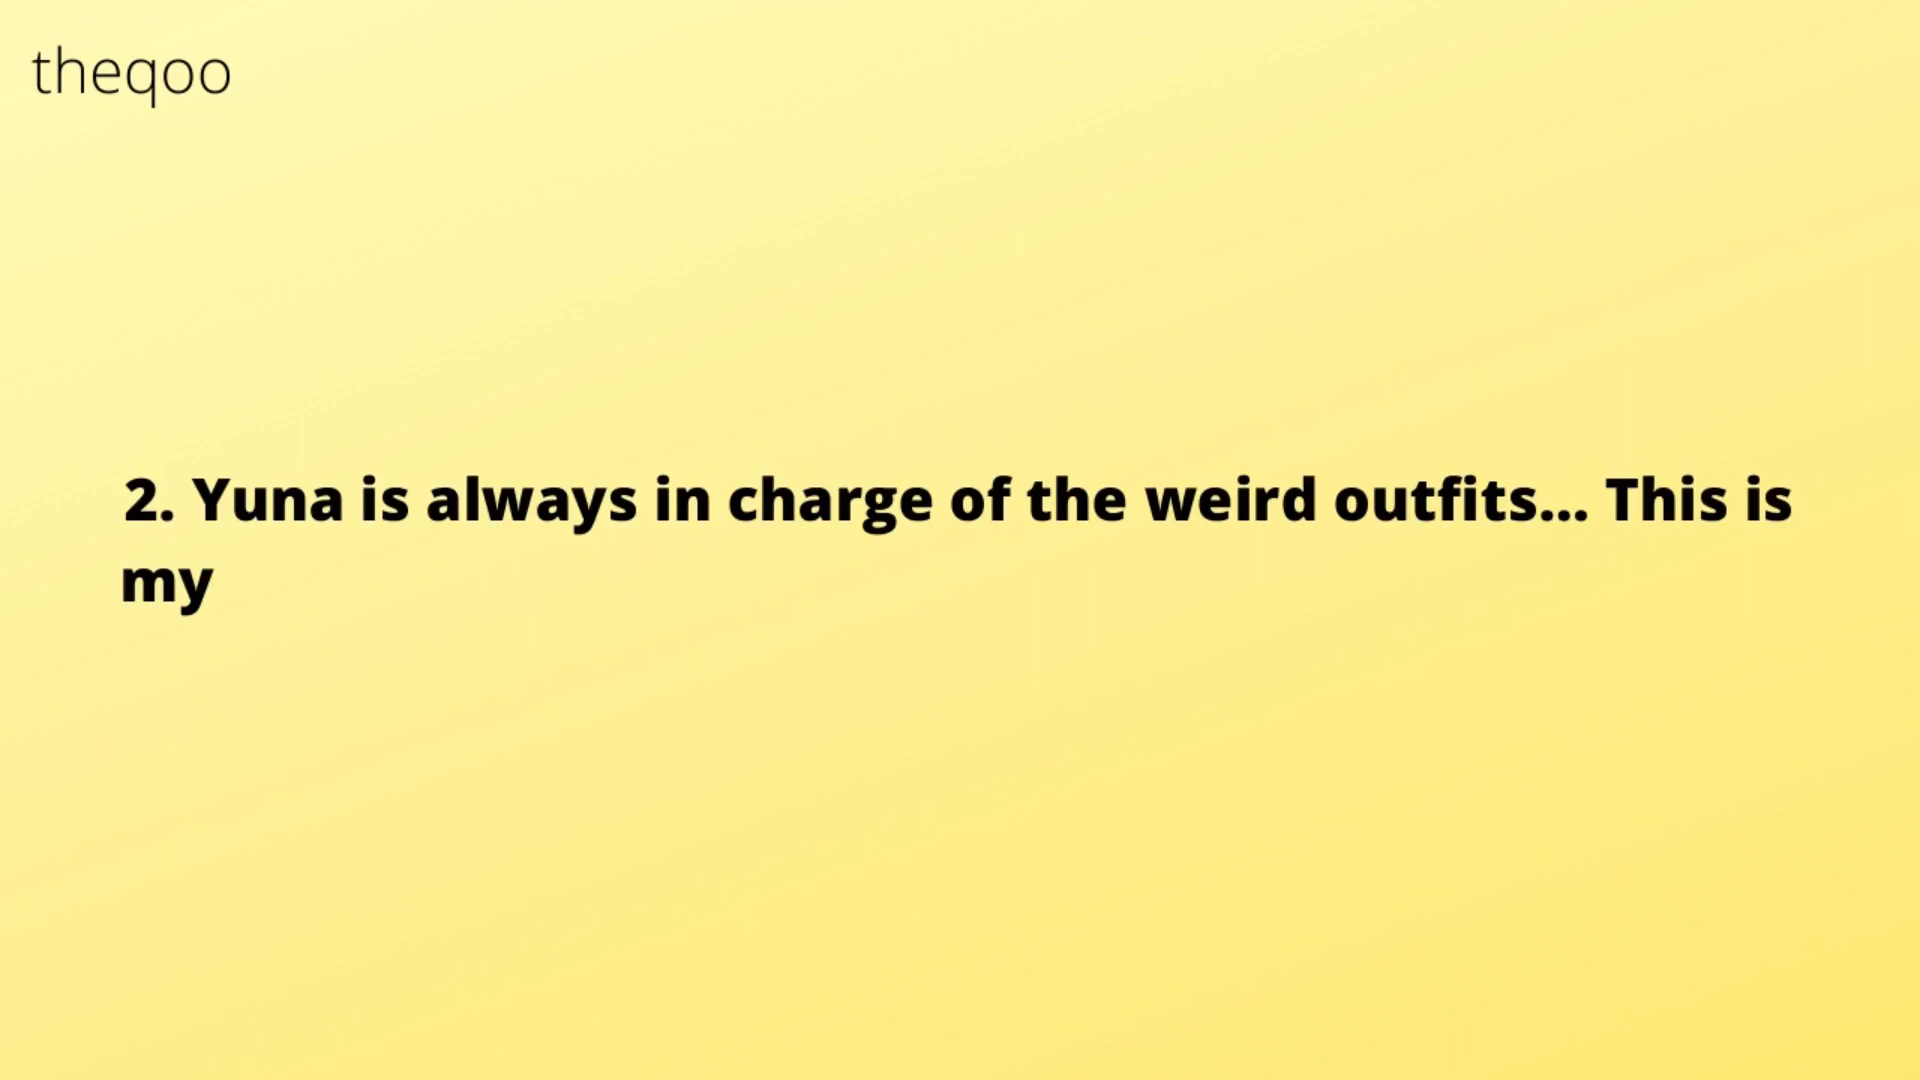 theqoo
2. Yuna is always in charge of the weird outfits... This is
my